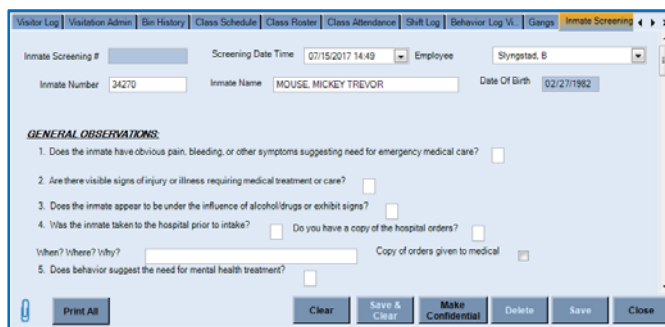 Visitor Log Visitation Admin Bin History Class Schedule Class Roster Class Attendance Shift Log Behavior Log Vi... Gangs Inmate Screening
Inmate Screening # Screening Date Time 07/15/2017 14:49 Employee Slyngstad, B
Inmate Number 34270 Inmate Name MOUSE, MICKEY TREVOR Date Of Birth 02/27/1982
GENERAL OBSERVATIONS:
1. Does the inmate have obvious pain, bleeding, or other symptoms suggesting need for emergency medical care?
2. Are there visible signs of injury or illness requiring medical treatment or care?
3. Does the inmate appear to be under the influence of alcohol/drugs or exhibit signs?
4. Was the inmate taken to the hospital prior to intake? Do you have a copy of the hospital orders?
When? Where? Why? Copy of orders given to medical
5. Does behavior suggest the need for mental health treatment?
Print All Clear Save & Clear Make Confidential Delete Save Close